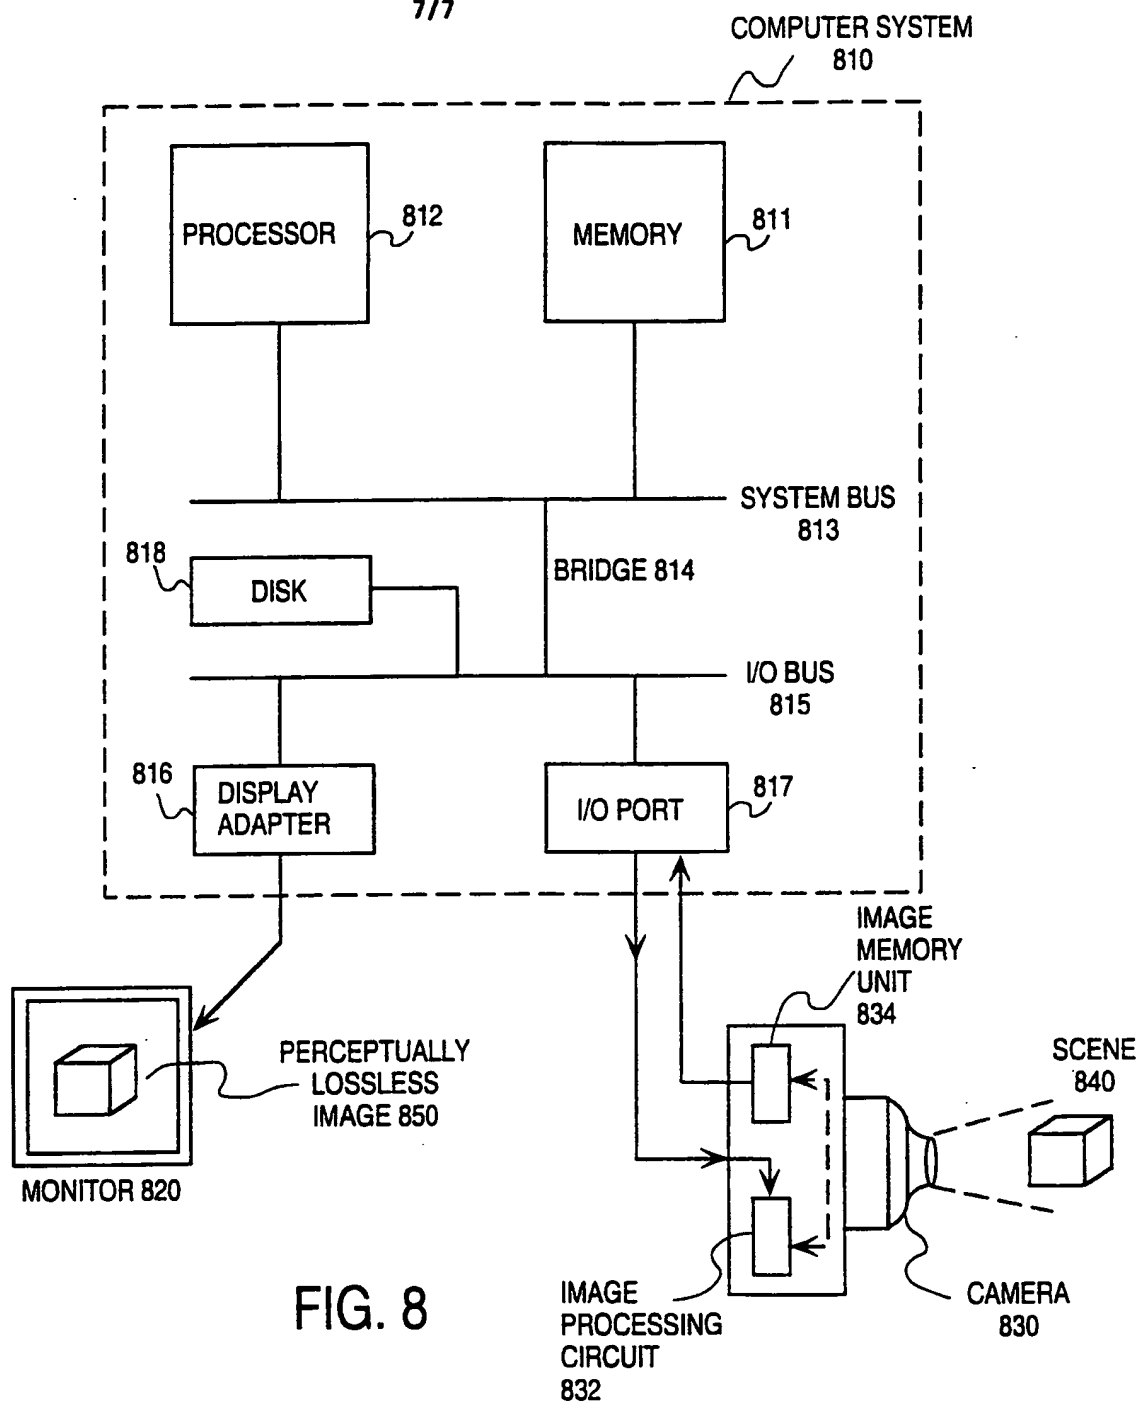 7/7
COMPUTER SYSTEM
810
PROCESSOR
812
MEMORY
811
SYSTEM BUS
813
818
DISK
BRIDGE 814
I/O BUS
815
816
DISPLAY
ADAPTER
I/O PORT
817
IMAGE
MEMORY
UNIT
834
PERCEPTUALLY
LOSSLESS
IMAGE 850
SCENE
840
MONITOR 820
FIG. 8
IMAGE
PROCESSING
CIRCUIT
832
CAMERA
830